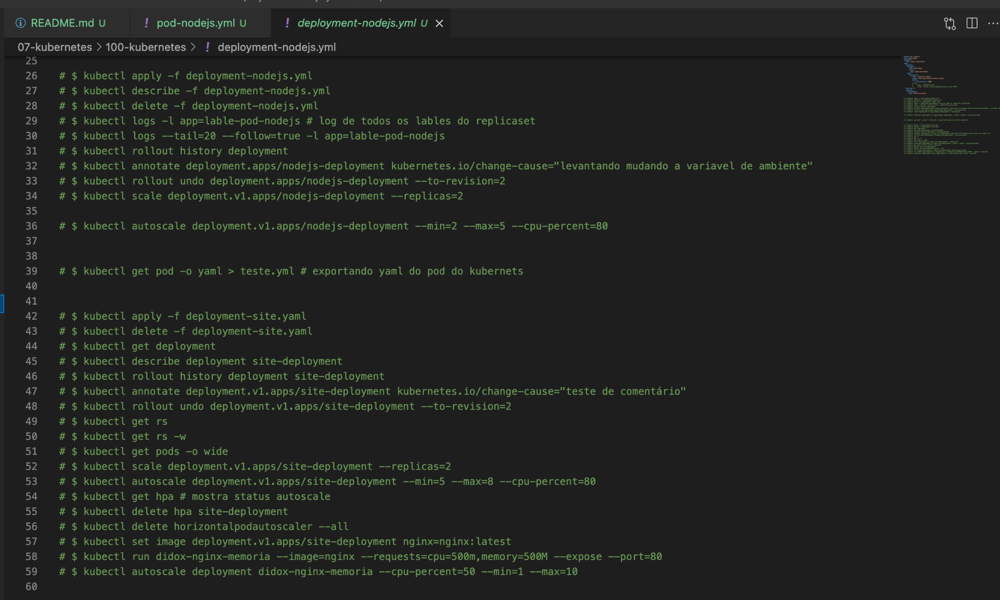 README.md U
! pod-nodejs.yml U
! deployment-nodejs.yml U
07-kubernetes > 100-kubernetes > ! deployment-nodejs.yml
25
26 # $ kubectl apply -f deployment-nodejs.yml
27 # $ kubectl describe -f deployment-nodejs.yml
28 # $ kubectl delete -f deployment-nodejs.yml
29 # $ kubectl logs -l app=lable-pod-nodejs # log de todos os lables do replicaset
30 # $ kubectl logs --tail=20 --follow=true -l app=lable-pod-nodejs
31 # $ kubectl rollout history deployment
32 # $ kubectl annotate deployment.apps/nodejs-deployment kubernetes.io/change-cause="levantando mudando a variavel de ambiente"
33 # $ kubectl rollout undo deployment.apps/nodejs-deployment --to-revision=2
34 # $ kubectl scale deployment.v1.apps/nodejs-deployment --replicas=2
35
36 # $ kubectl autoscale deployment.v1.apps/nodejs-deployment --min=2 --max=5 --cpu-percent=80
37
38
39 # $ kubectl get pod -o yaml > teste.yml # exportando yaml do pod do kubernets
40
41
42 # $ kubectl apply -f deployment-site.yaml
43 # $ kubectl delete -f deployment-site.yaml
44 # $ kubectl get deployment
45 # $ kubectl describe deployment site-deployment
46 # $ kubectl rollout history deployment site-deployment
47 # $ kubectl annotate deployment.v1.apps/site-deployment kubernetes.io/change-cause="teste de comentário"
48 # $ kubectl rollout undo deployment.v1.apps/site-deployment --to-revision=2
49 # $ kubectl get rs
50 # $ kubectl get rs -w
51 # $ kubectl get pods -o wide
52 # $ kubectl scale deployment.v1.apps/site-deployment --replicas=2
53 # $ kubectl autoscale deployment.v1.apps/site-deployment --min=5 --max=8 --cpu-percent=80
54 # $ kubectl get hpa # mostra status autoscale
55 # $ kubectl delete hpa site-deployment
56 # $ kubectl delete horizontalpodautoscaler --all
57 # $ kubectl set image deployment.v1.apps/site-deployment nginx=nginx:latest
58 # $ kubectl run didox-nginx-memoria --image=nginx --requests=cpu=500m,memory=500M --expose --port=80
59 # $ kubectl autoscale deployment didox-nginx-memoria --cpu-percent=50 --min=1 --max=10
60